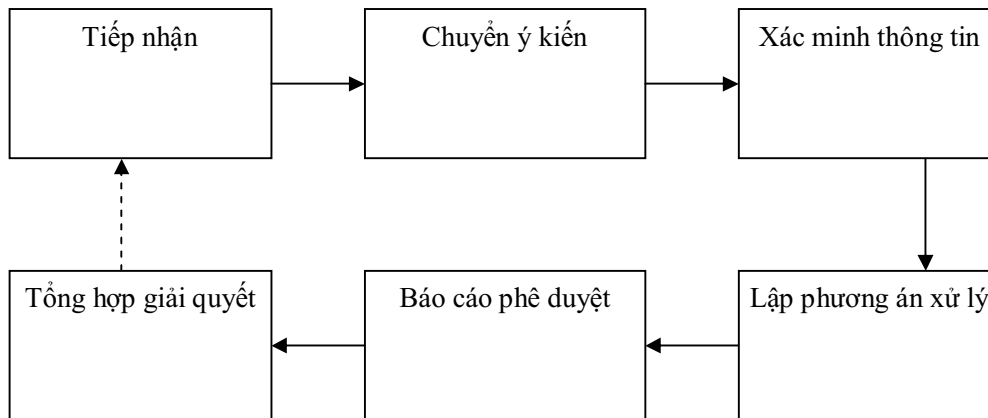 Tiếp nhận
Chuyển ý kiến
Xác minh thông tin
Tổng hợp giải quyết
Báo cáo phê duyệt
Lập phương án xử lý